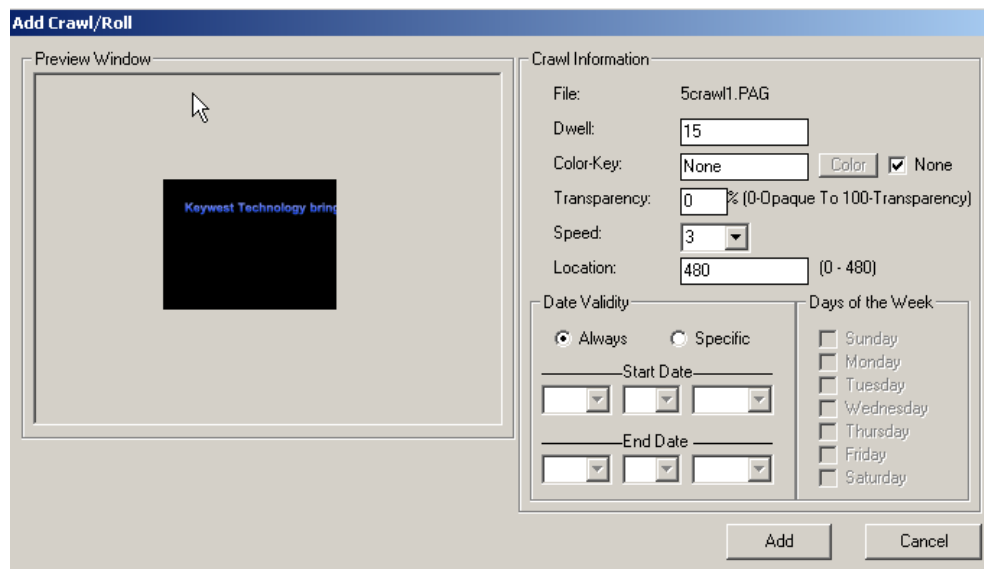 Add Crawl/Roll
Preview Window
Keywest Technology bring
Crawl Information
File: 5crawl1.PAG
Dwell: 15
Color-Key: None Color None
Transparency: 0 % (0-Opaque To 100-Transparency)
Speed: 3
Location: 480 (0 - 480)
Date Validity
Always Specific
Start Date
End Date
Days of the Week
Sunday
Monday
Tuesday
Wednesday
Thursday
Friday
Saturday
Add Cancel